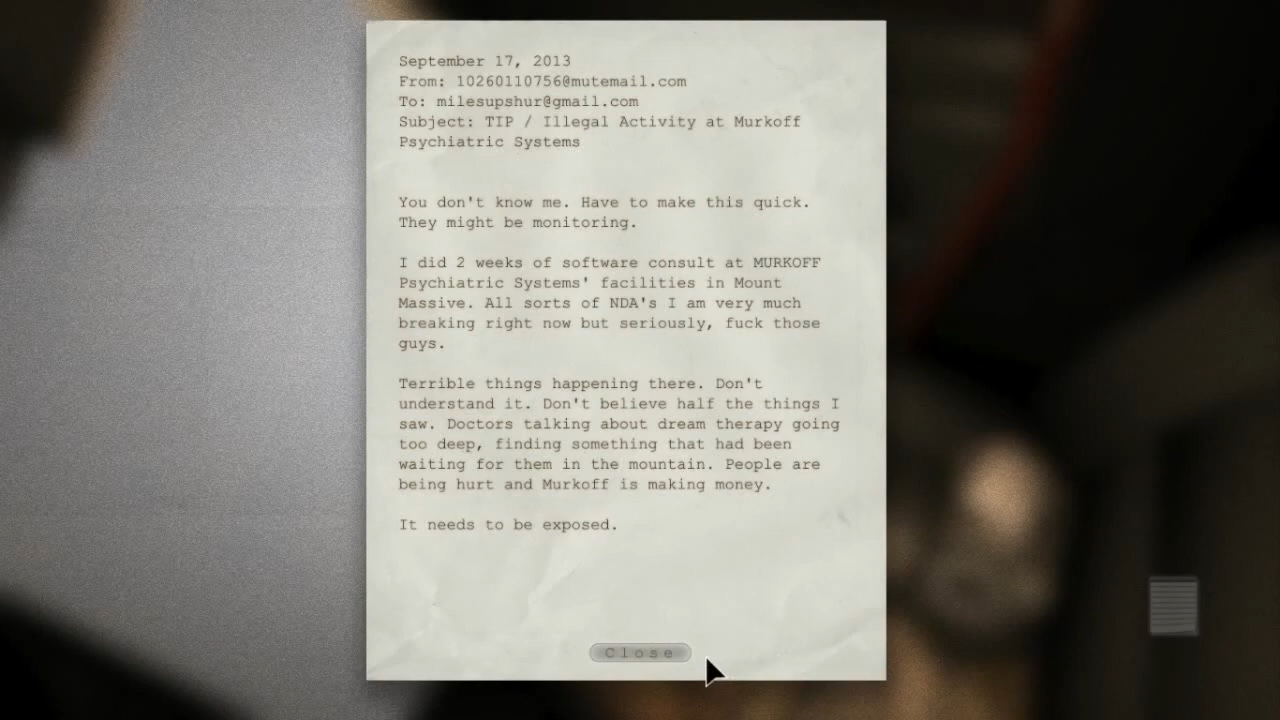 September 17, 2013
From: 10260110756@mutemail.com
To: milesupshur@gmail.com
Subject: TIP / Illegal Activity at Murkoff
Psychiatric Systems
You don't know me. Have to make this quick.
They might be monitoring.
I did 2 weeks of software consult at MURKOFF
Psychiatric Systems' facilities in Mount
Massive. All sorts of NDA's I am very much
breaking right now but seriously, fuck those
guys.
Terrible things happening there. Don't
understand it. Don't believe half the things I
saw. Doctors talking about dream therapy going
too deep, finding something that had been
waiting for them in the mountain. People are
being hurt and Murkoff is making money.
It needs to be exposed.
Close